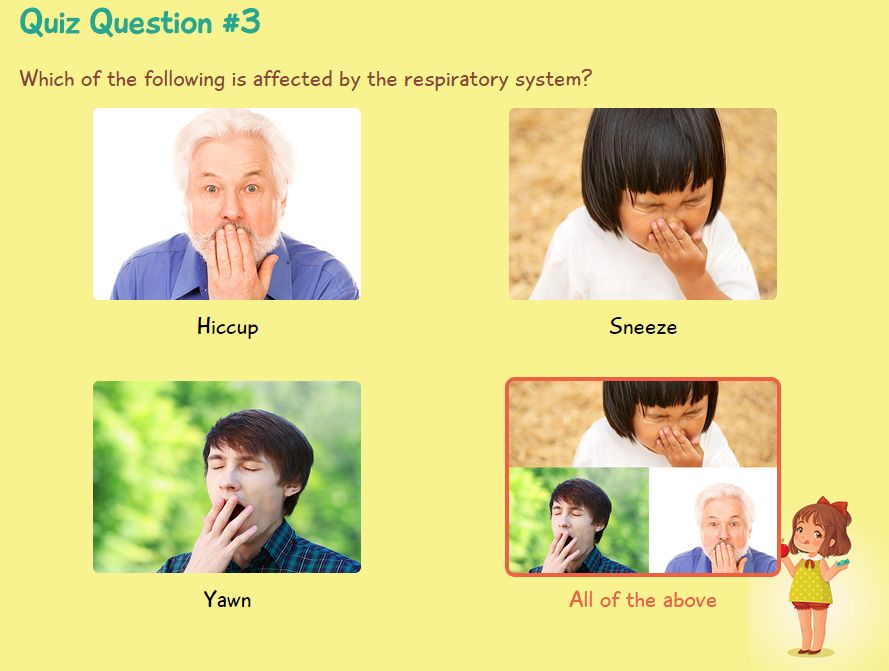 Quiz Question #3
Which of the following is affected by the respiratory system?
Hiccup
Sneeze
Yawn
All of the above